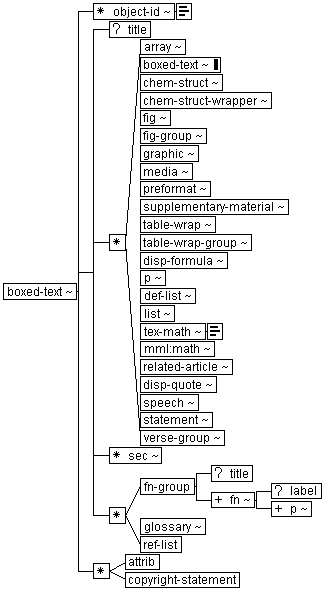 * object-id ~
? title
array ~
boxed-text ~
chem-struct ~
chem-struct-wrapper ~
fig ~
fig-group ~
graphic ~
media ~
preformat ~
supplementary-material ~
table-wrap ~
* table-wrap-group ~
disp-formula ~
p ~
boxed-text ~
def-list ~
list ~
tex-math ~
mml:math ~
related-article ~
disp-quote ~
speech ~
statement ~
verse-group ~
* sec ~
? title
fn-group
+ fn ~
? label
+ p ~
*
glossary ~
ref-list
attrib
*
copyright-statement